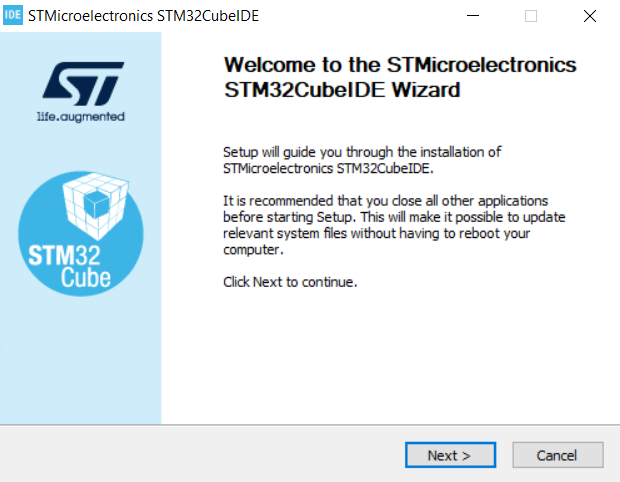 IDE STMicroelectronics STM32CubeIDE
life.augmented
STM32
Cube
Welcome to the STMicroelectronics
STM32CubeIDE Wizard
Setup will guide you through the installation of
STMicroelectronics STM32CubeIDE.
It is recommended that you close all other applications
before starting Setup. This will make it possible to update
relevant system files without having to reboot your
computer.
Click Next to continue.
Next >
Cancel